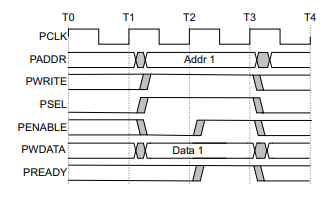 T0 T1 T2 T3 T4
PCLK
PADDR Addr 1
PWRITE
PSEL
PENABLE
PWDATA Data 1
PREADY